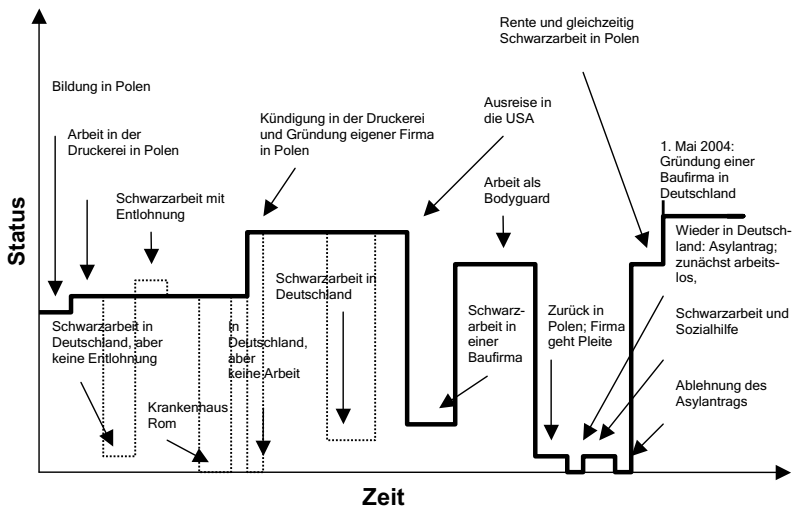 Rente und gleichzeitig
Schwarzarbeit in Polen
Bildung in Polen
Kündigung in der Druckerei
und Gründung eigener Firma
in Polen
Ausreise in
die USA
Arbeit in der
Druckerei in Polen
1. Mai 2004:
Gründung einer
Baufirma in
Deutschland
Schwarzarbeit mit
Entlohnung
Arbeit als
Bodyguard
Status
Wieder in Deutsch-
land: Asylantrag;
zunächst arbeits-
los,
Schwarzarbeit in
Deutschland
Schwarzarbeit in
Deutschland, aber
keine Entlohnung
In
Deutschland,
aber
keine Arbeit
Schwarz-
arbeit in
einer
Baufirma
Zurück in
Polen; Firma
geht Pleite
Schwarzarbeit und
Sozialhilfe
Krankenhaus
Rom
Ablehnung des
Asylantrags
Zeit